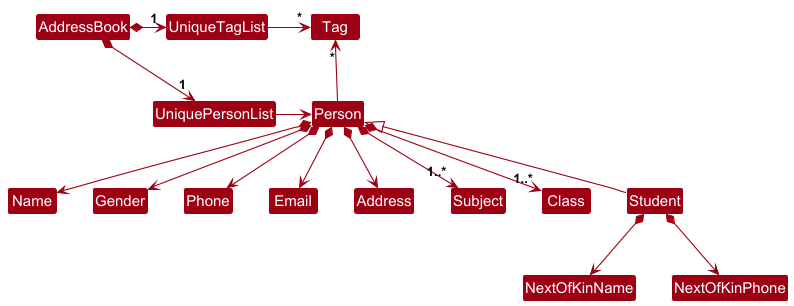 AddressBook 1 UniqueTagList * Tag
*
1
UniquePersonList Person
1..* 1..*
Name Gender Phone Email Address Subject Class Student
NextOfKinName NextOfKinPhone